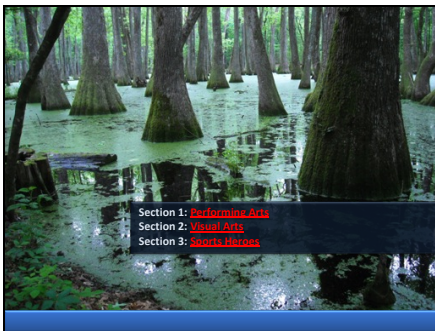 Section 1: Performing Arts
Section 2: Visual Arts
Section 3: Sports Heroes